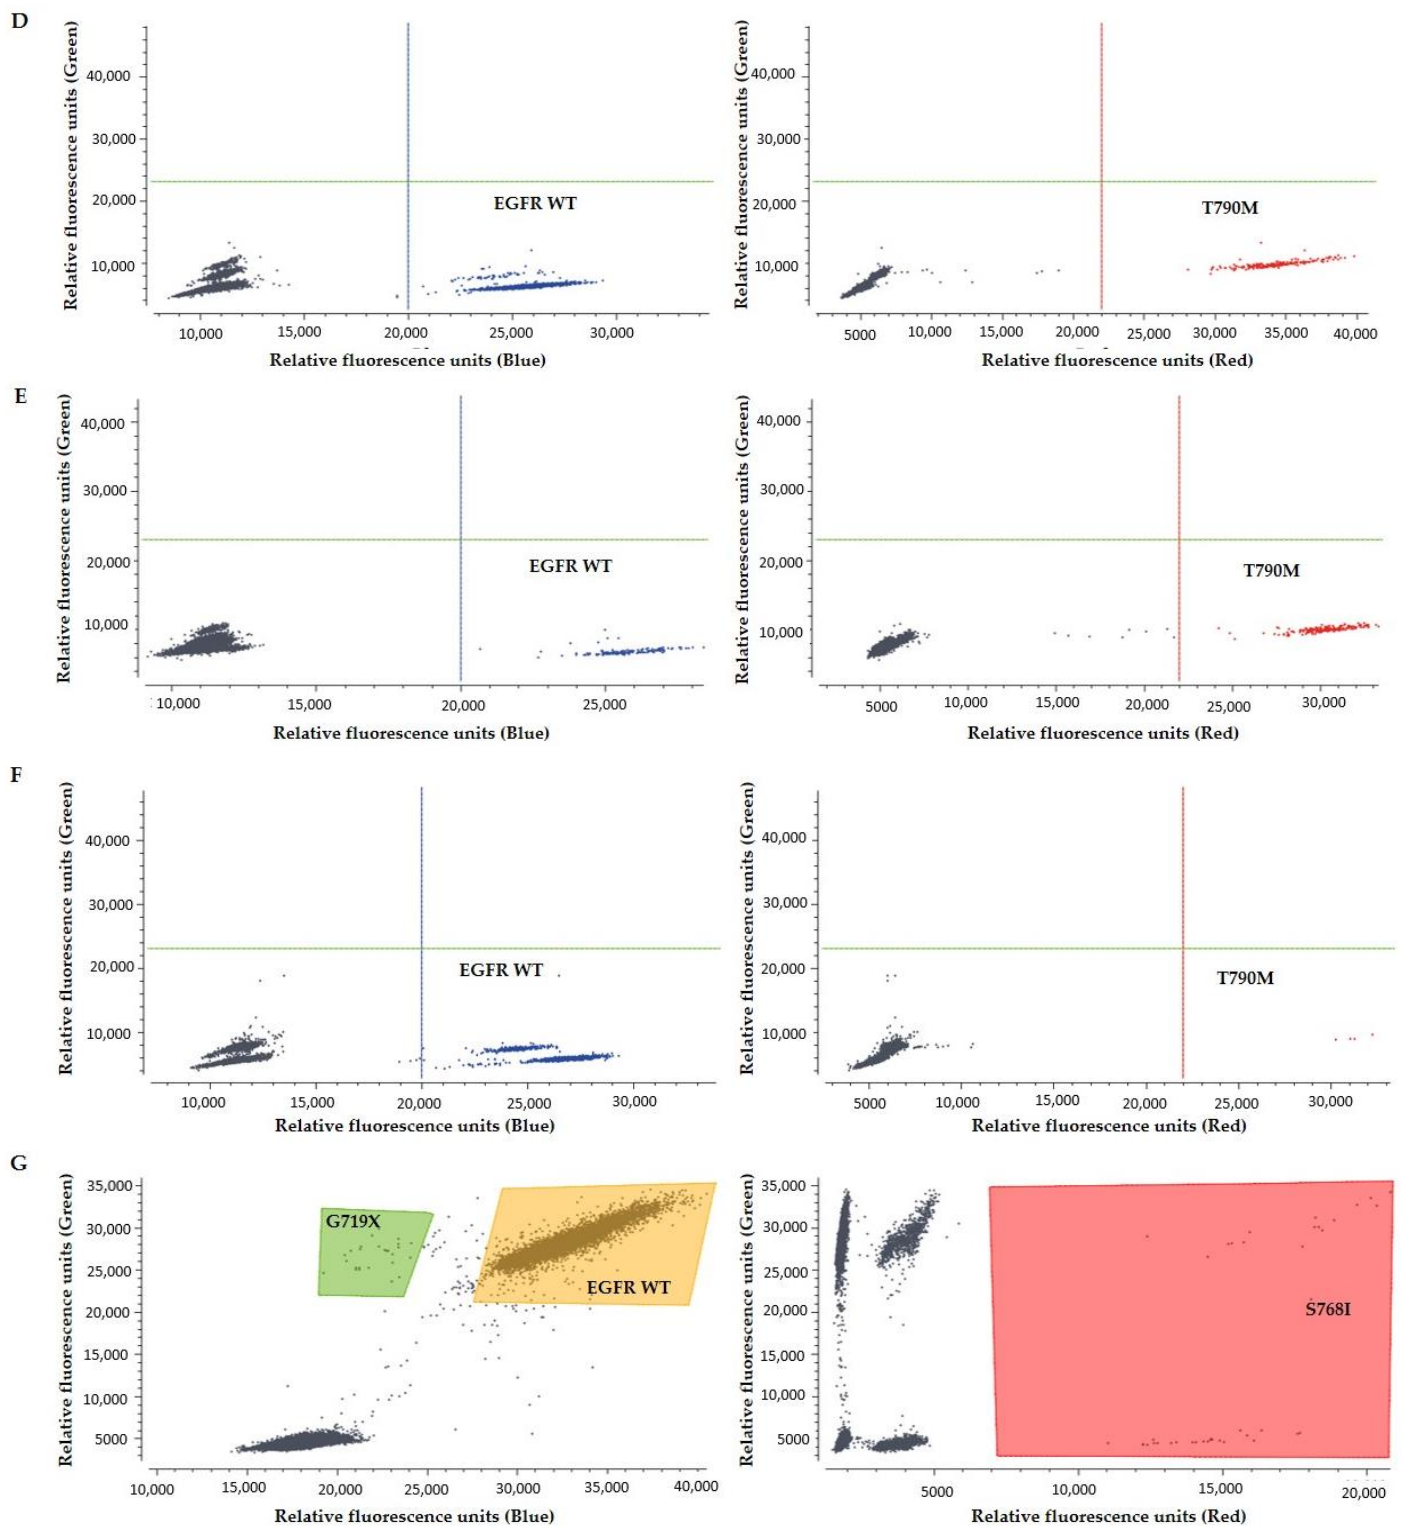 D
Relative fluorescence units (Green)
40,000
30,000
20,000
10,000
EGFR WT
10,000 15,000 20,000 25,000 30,000
Relative fluorescence units (Blue)
Relative fluorescence units (Green)
40,000
30,000
20,000
10,000
T790M
5000 10,000 15,000 20,000 25,000 30,000 35,000 40,000
Relative fluorescence units (Red)
E
Relative fluorescence units (Green)
40,000
30,000
20,000
10,000
EGFR WT
10,000 15,000 20,000 25,000
Relative fluorescence units (Blue)
Relative fluorescence units (Green)
40,000
30,000
20,000
10,000
T790M
5000 10,000 15,000 20,000 25,000 30,000
Relative fluorescence units (Red)
F
Relative fluorescence units (Green)
40,000
30,000
20,000
10,000
EGFR WT
10,000 15,000 20,000 25,000 30,000
Relative fluorescence units (Blue)
Relative fluorescence units (Green)
40,000
30,000
20,000
10,000
T790M
5000 10,000 15,000 20,000 25,000 30,000
Relative fluorescence units (Red)
G
Relative fluorescence units (Green)
35,000
30,000
25,000
20,000
15,000
10,000
5000
G719X
EGFR WT
10,000 15,000 20,000 25,000 30,000 35,000 40,000
Relative fluorescence units (Blue)
Relative fluorescence units (Green)
35,000
30,000
25,000
20,000
15,000
10,000
5000
S768I
5000 10,000 15,000 20,000
Relative fluorescence units (Red)